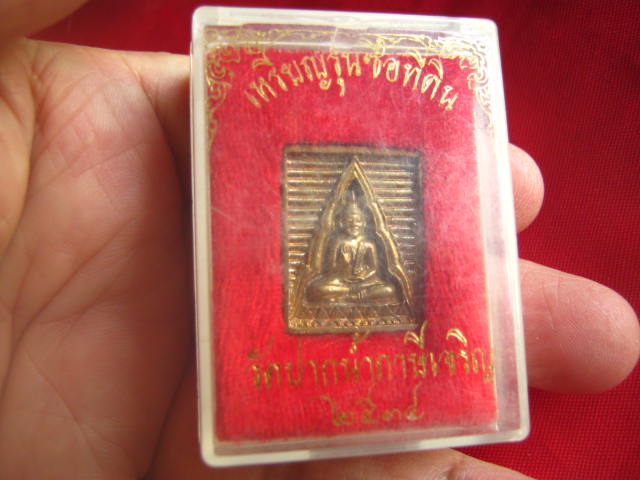 เหรียญรุ่นซื้อที่ดิน
วัดปากน้ำภาษีเจริญ
๒๕๓๔